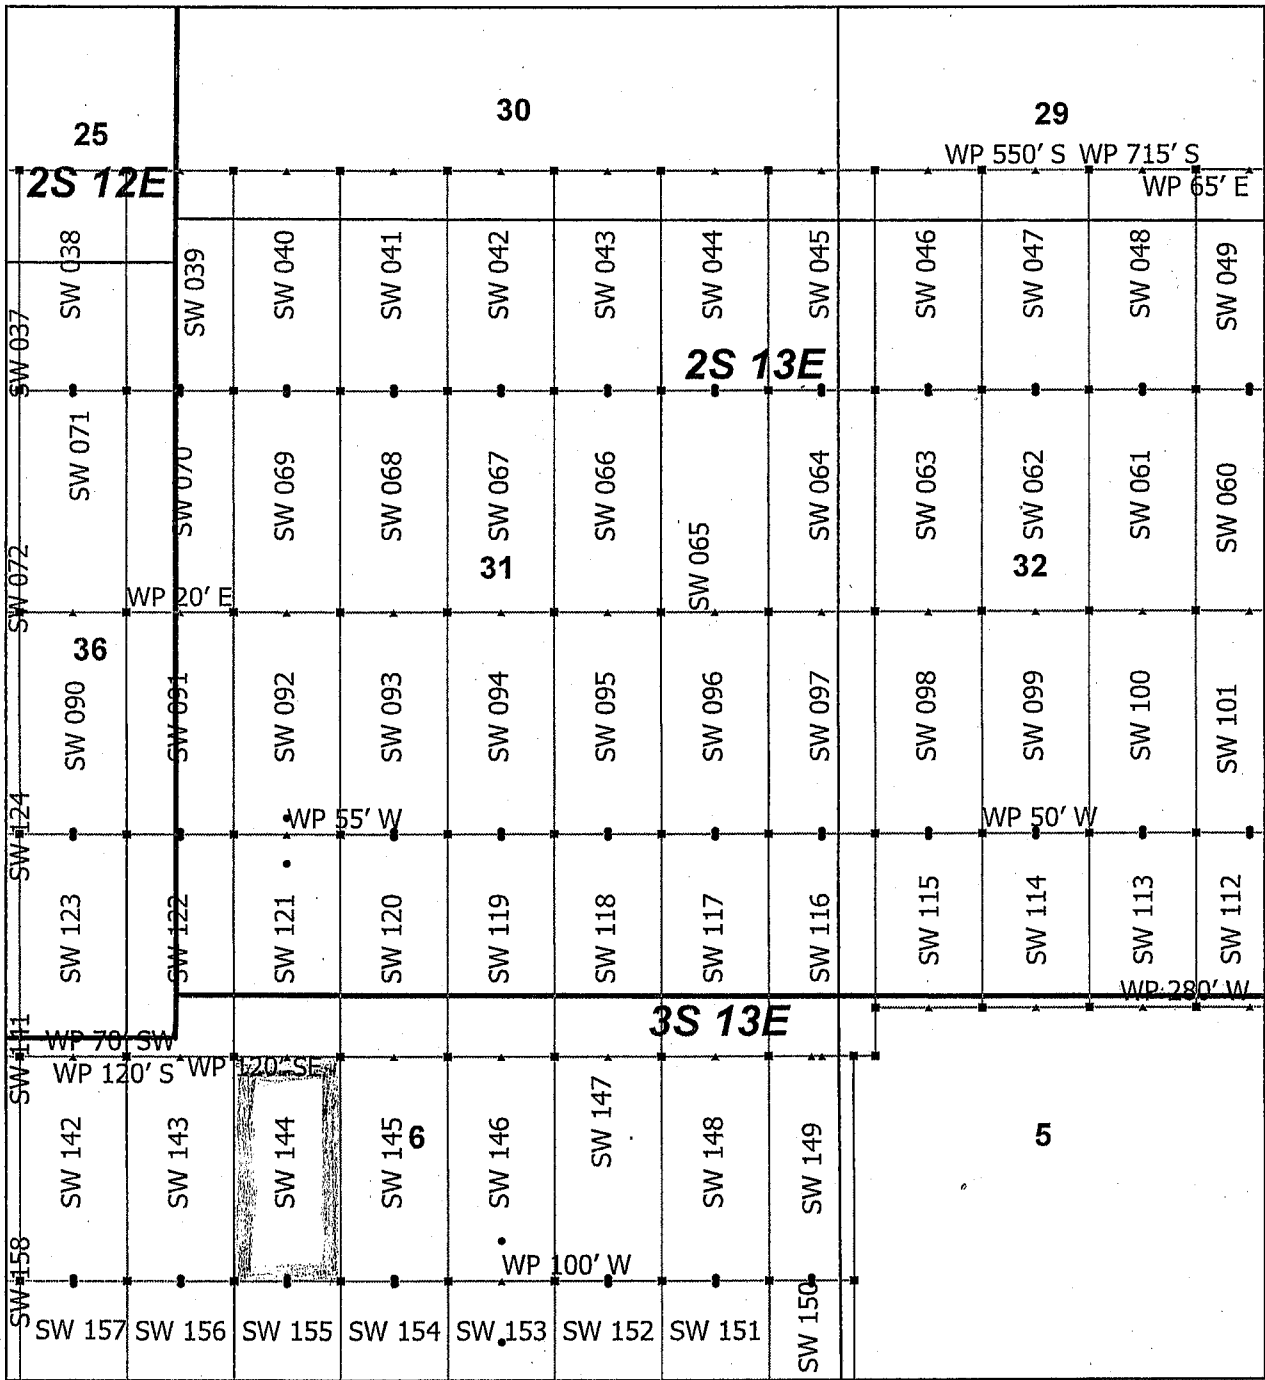 30
29
25
WP 550' S WP 715' S
2S 12E
WP 65' E
SW 038
SW 039
SW 040
SW 041
SW 042
SW 043
SW 044
SW 045
SW 046
SW 047
SW 048
SW 049
SW 037
2S 13E
SW 071
SW 070
SW 069
SW 068
SW 067
SW 066
SW 065
SW 064
SW 063
SW 062
SW 061
SW 060
SW 072
31
32
WP 20' E
36
SW 090
SW 091
SW 092
SW 093
SW 094
SW 095
SW 096
SW 097
SW 098
SW 099
SW 100
SW 101
SW 124
WP 55' W
WP 50' W
SW 123
SW 122
SW 121
SW 120
SW 119
SW 118
SW 117
SW 116
SW 115
SW 114
SW 113
SW 112
WP 280' W
3S 13E
SW 141
WP 70' SW
WP 120' S
WP 120' SE
SW 142
SW 143
SW 144
SW 145
6
SW 146
SW 147
SW 148
SW 149
5
SW 158
WP 100' W
SW 157
SW 156
SW 155
SW 154
SW 153
SW 152
SW 151
SW 150